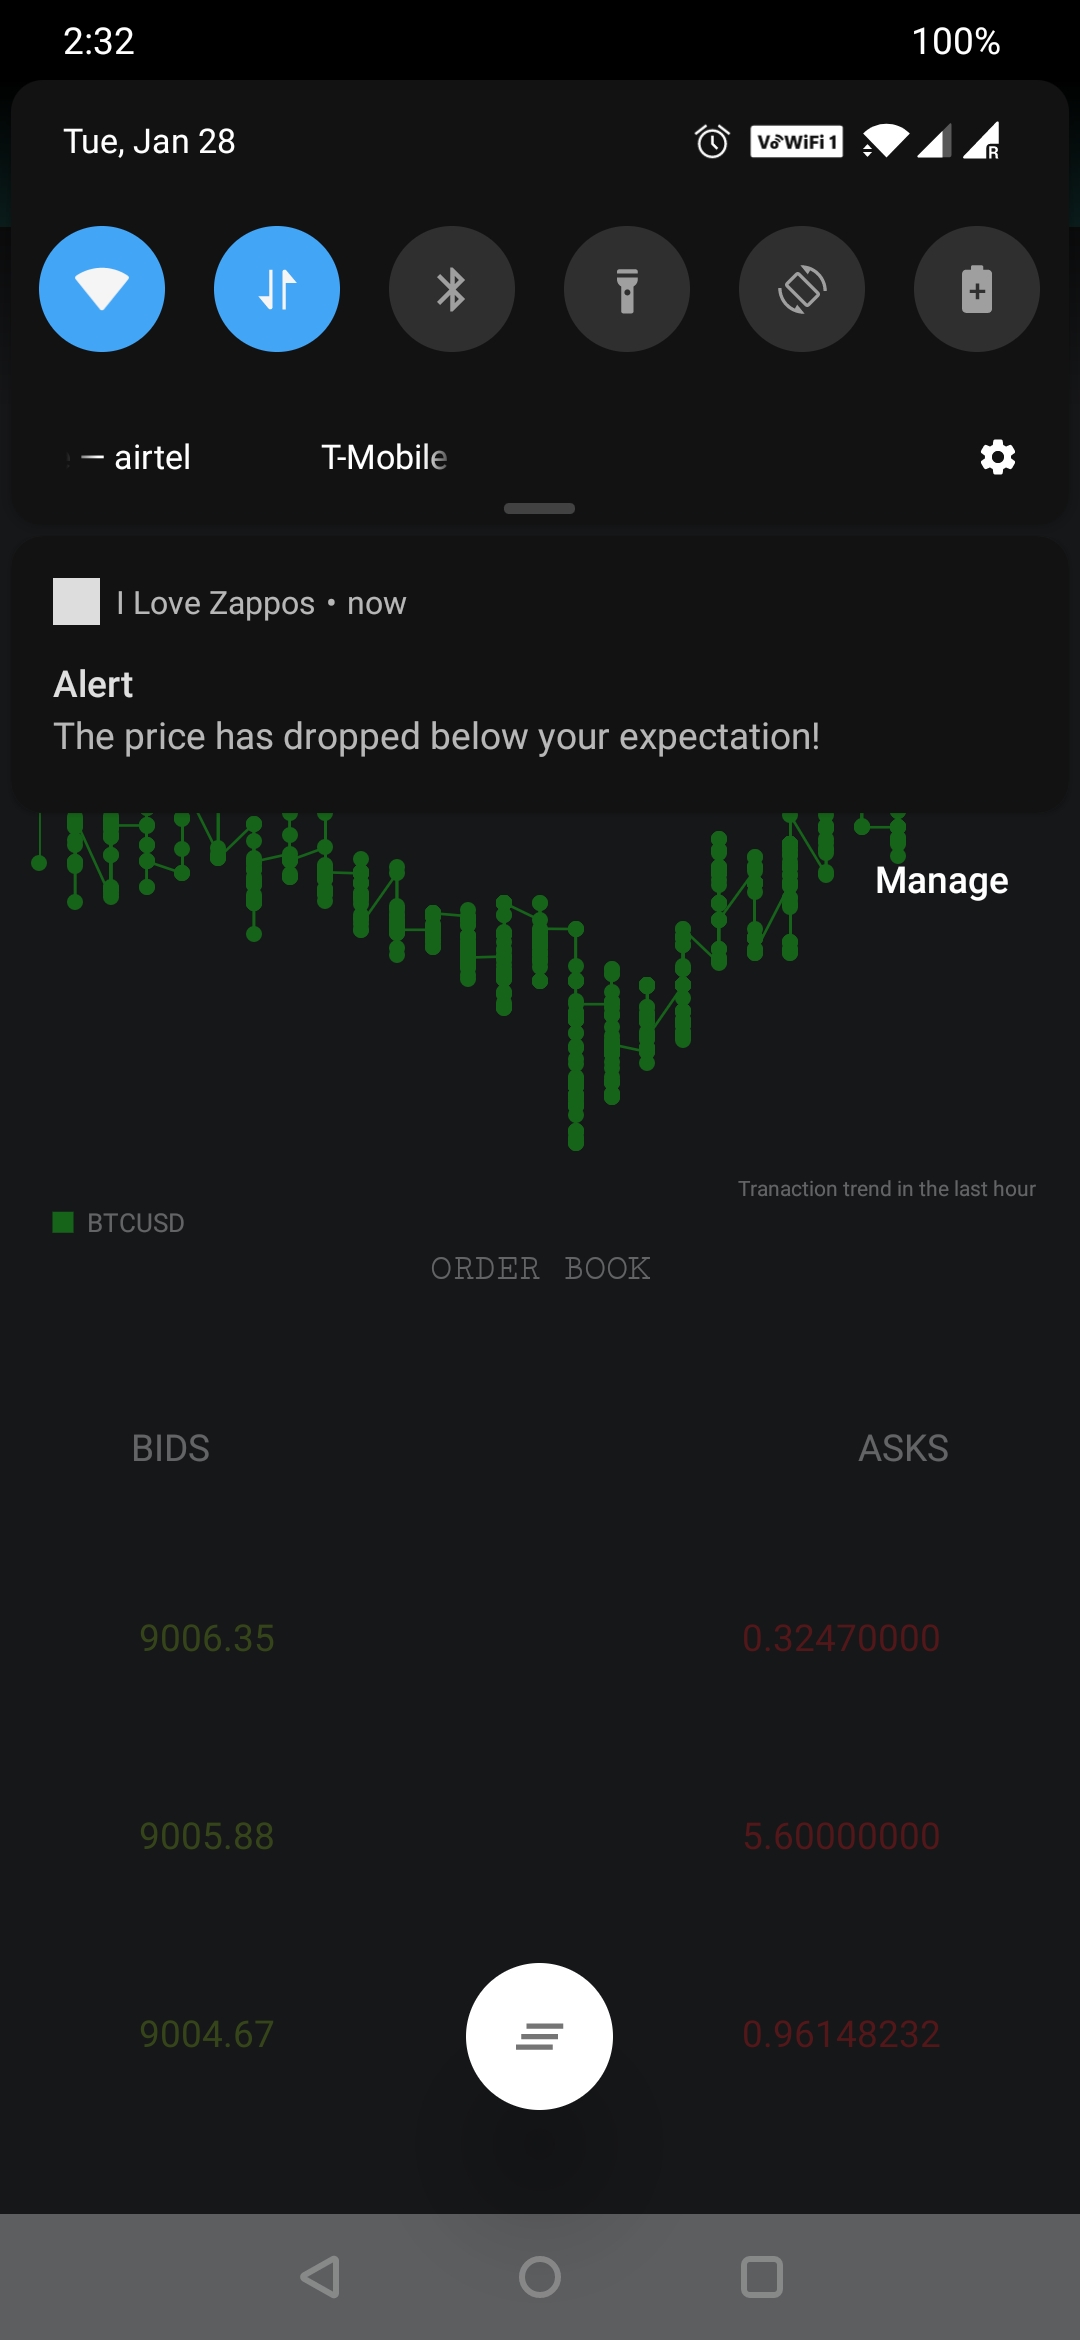 2:32 100%
Tue, Jan 28 VoWiFi 1 R
— airtel T-Mobile
I Love Zappos • now
Alert
The price has dropped below your expectation!
Manage
Tranaction trend in the last hour
BTCUSD
ORDER BOOK
BIDS ASKS
9006.35 0.32470000
9005.88 5.60000000
9004.67 0.96148232